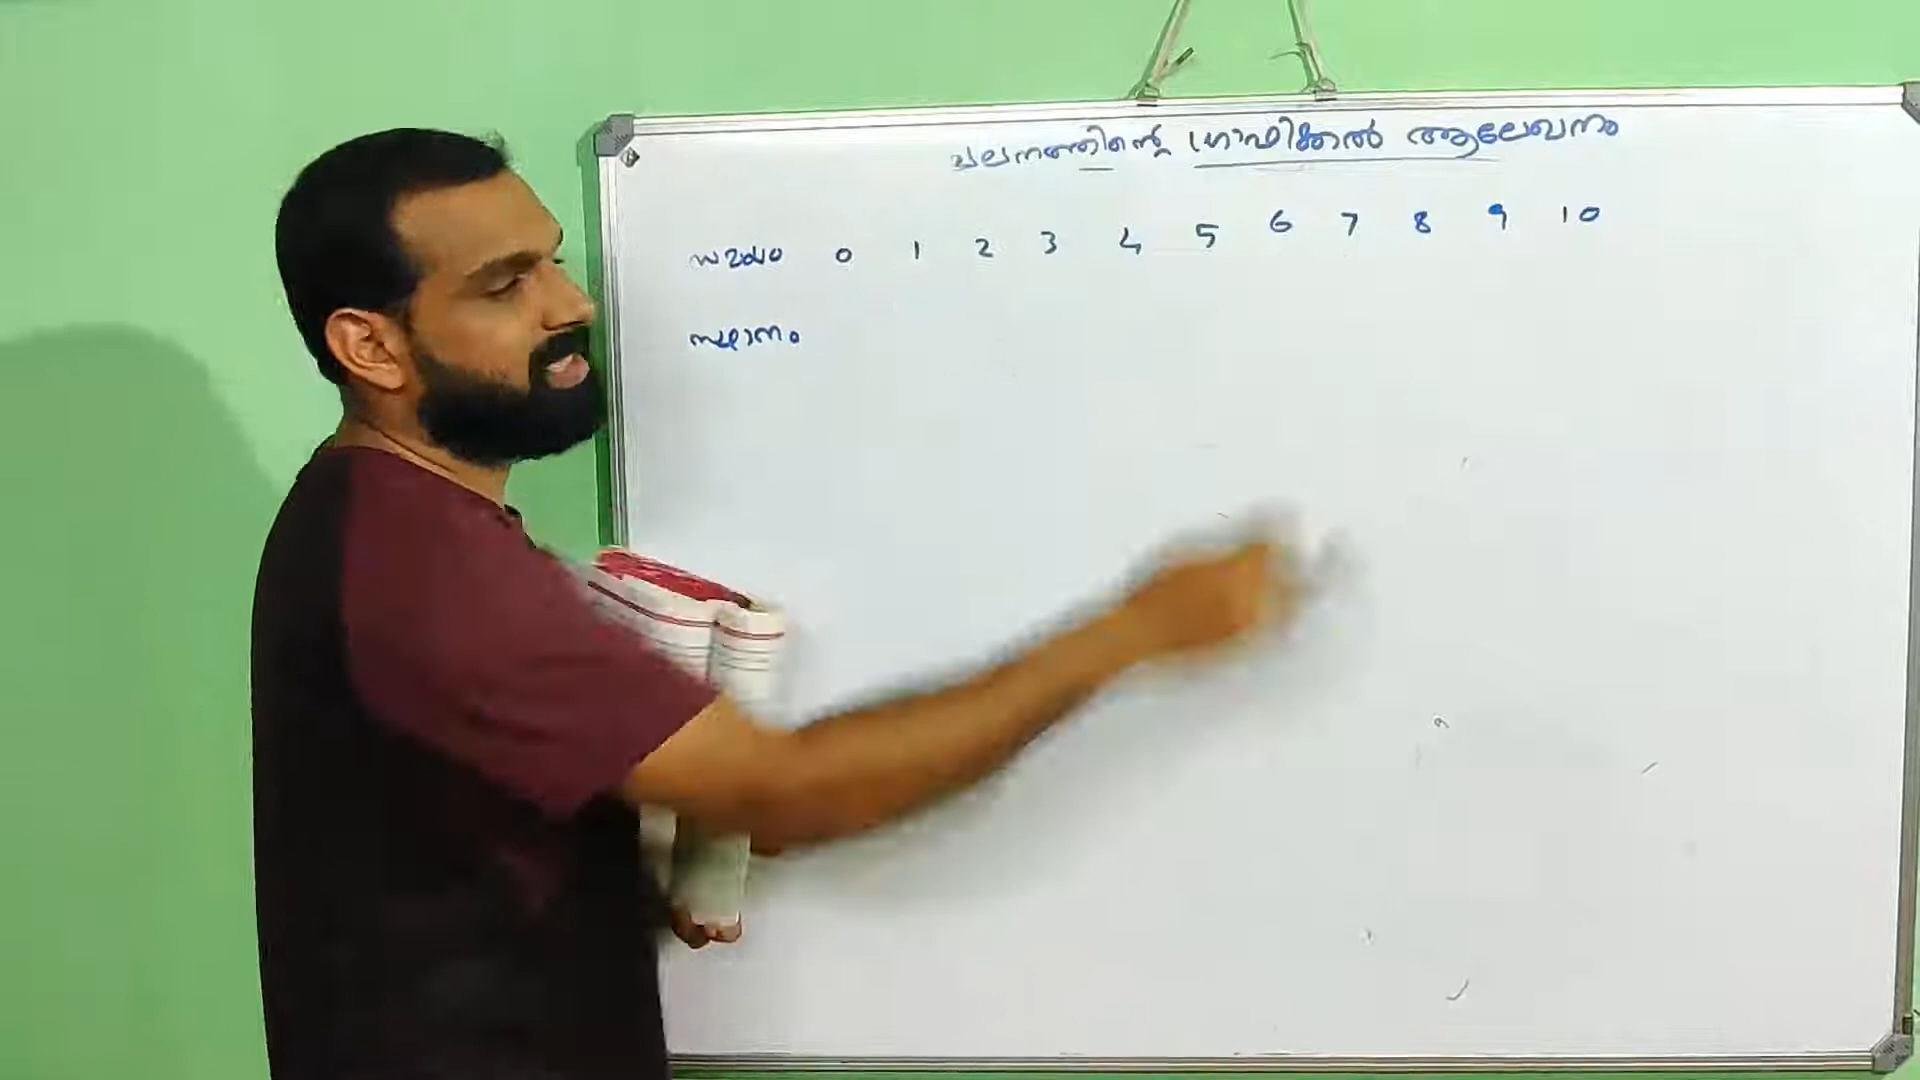 ചലനത്തിന്റെ ഗ്രാഫിക്കൽ ആലേഖനം
സമയം 0 1 2 3 4 5 6 7 8 9 10
സ്ഥാനം